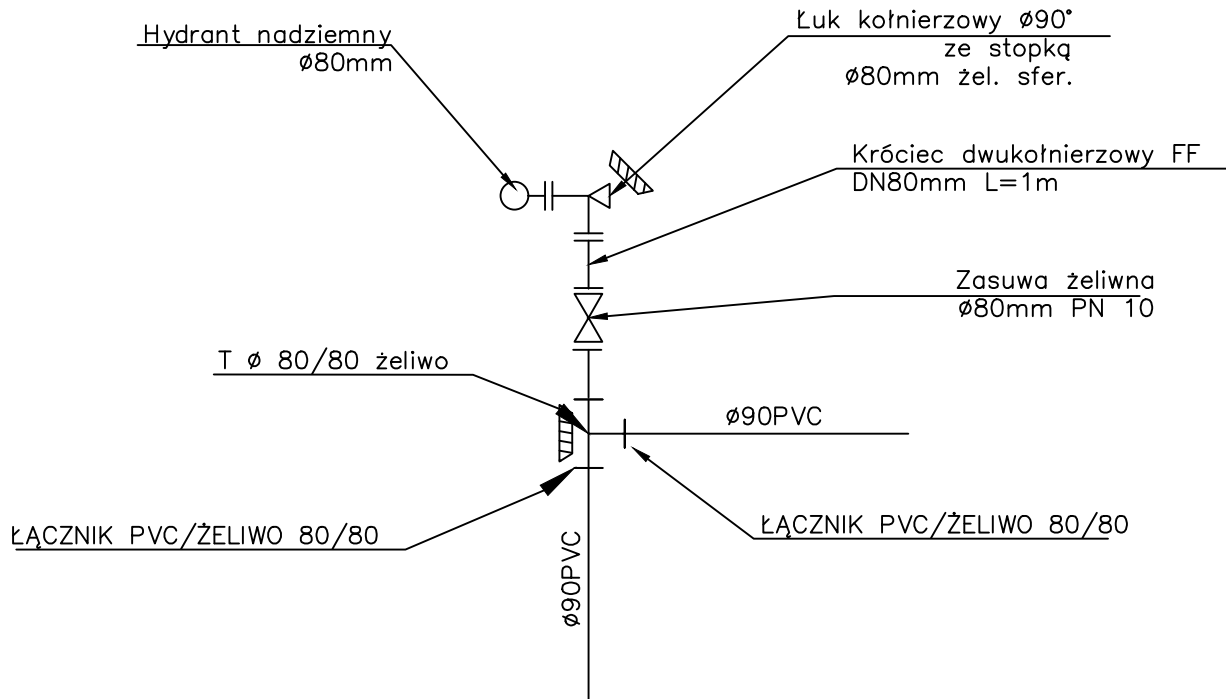 Hydrant nadziemny
ø80mm
Łuk kołnierzowy ø90°
ze stopką
ø80mm żel. sfer.
Króciec dwukołnierzowy FF
DN80mm L=1m
Zasuwa żeliwna
ø80mm PN 10
T ø 80/80 żeliwo
ø90PVC
ŁĄCZNIK PVC/ŻELIWO 80/80
ŁĄCZNIK PVC/ŻELIWO 80/80
ø90PVC